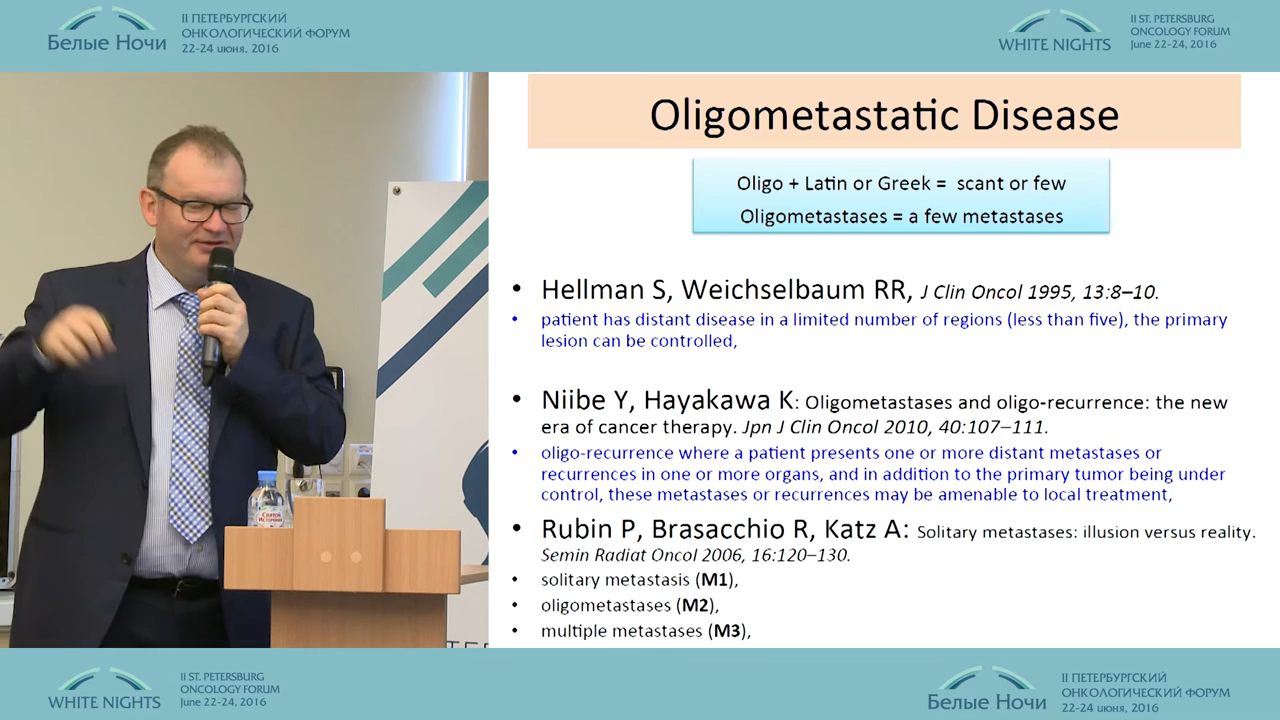 Белые Ночи
II ПЕТЕРБУРГСКИЙ
ОНКОЛОГИЧЕСКИЙ ФОРУМ
22-24 июня, 2016
WHITE NIGHTS
II ST. PETERSBURG
ONCOLOGY FORUM
June 22-24, 2016
Oligometastatic Disease
Oligo + Latin or Greek = scant or few
Oligometastases = a few metastases
• Hellman S, Weichselbaum RR, J Clin Oncol 1995, 13:8–10.
• patient has distant disease in a limited number of regions (less than five), the primary
lesion can be controlled,
• Niibe Y, Hayakawa K: Oligometastases and oligo-recurrence: the new
era of cancer therapy. Jpn J Clin Oncol 2010, 40:107–111.
• oligo-recurrence where a patient presents one or more distant metastases or
recurrences in one or more organs, and in addition to the primary tumor being under
control, these metastases or recurrences may be amenable to local treatment,
• Rubin P, Brasacchio R, Katz A: Solitary metastases: illusion versus reality.
Semin Radiat Oncol 2006, 16:120–130.
• solitary metastasis (M1),
• oligometastases (M2),
• multiple metastases (M3),
Святой
Источник
WHITE NIGHTS
II ST. PETERSBURG
ONCOLOGY FORUM
June 22-24, 2016
Белые Ночи
II ПЕТЕРБУРГСКИЙ
ОНКОЛОГИЧЕСКИЙ ФОРУМ
22-24 июня, 2016